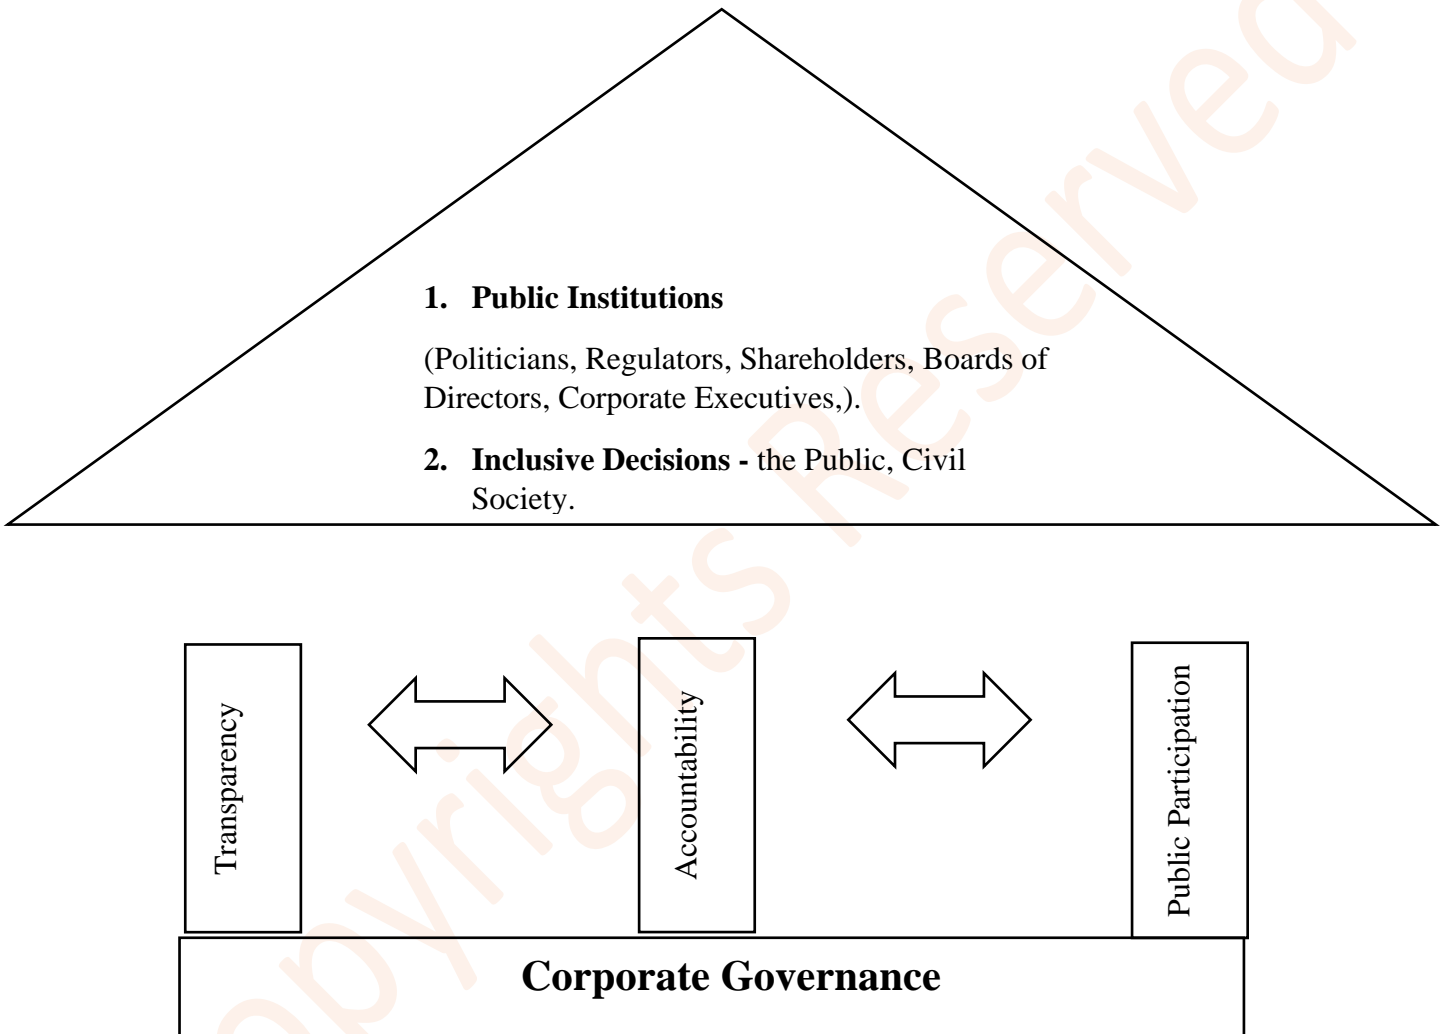 1. Public Institutions
(Politicians, Regulators, Shareholders, Boards of
Directors, Corporate Executives,).
2. Inclusive Decisions - the Public, Civil
Society.
Transparency
Accountability
Public Participation
Corporate Governance
opyrights Reserved